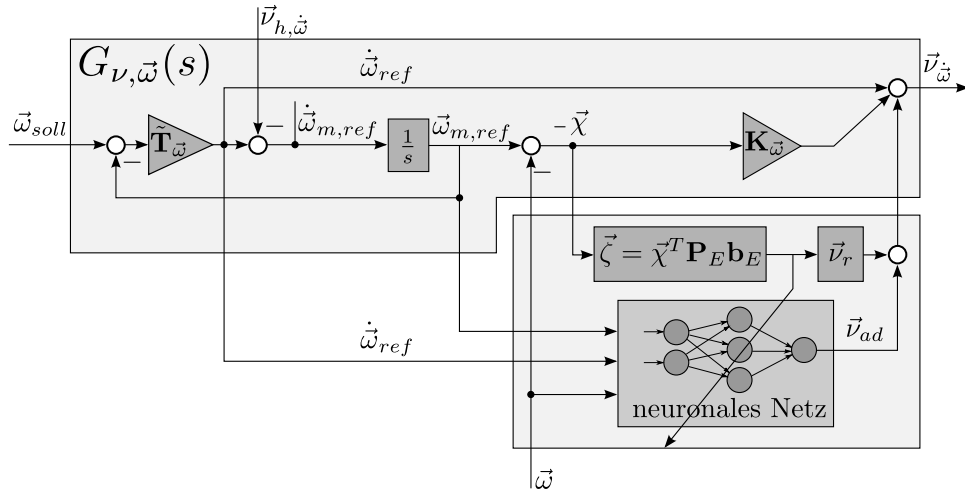 $\vec{\nu}_{h,\dot{\vec{\omega}}}$
$G_{\nu,\vec{\omega}}(s)$
$\dot{\vec{\omega}}_{ref}$
$\vec{\nu}_{\dot{\vec{\omega}}}$
$\vec{\omega}_{soll}$
−
$\tilde{\mathbf{T}}_{\vec{\omega}}$
−
$\dot{\vec{\omega}}_{m,ref}$
$\frac{1}{s}$
$\vec{\omega}_{m,ref}$
−
$-\vec{\chi}$
$\mathbf{K}_{\vec{\omega}}$
$\vec{\zeta} = \vec{\chi}^T \mathbf{P}_E \mathbf{b}_E$
$\vec{\nu}_r$
$\dot{\vec{\omega}}_{ref}$
$\vec{\nu}_{ad}$
neuronales Netz
$\vec{\omega}$